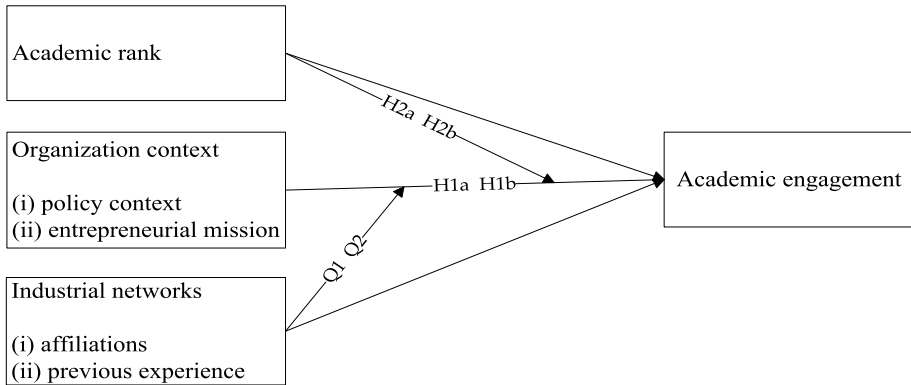 Academic rank
H2a H2b
Organization context
(i) policy context
(ii) entrepreneurial mission
H1a H1b
Academic engagement
Q1 Q2
Industrial networks
(i) affiliations
(ii) previous experience